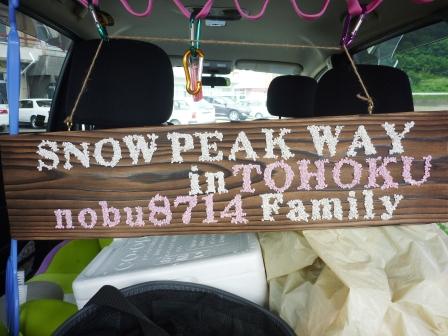 SNOW PEAK WAY
in TOHOKU
nobu8714 Family